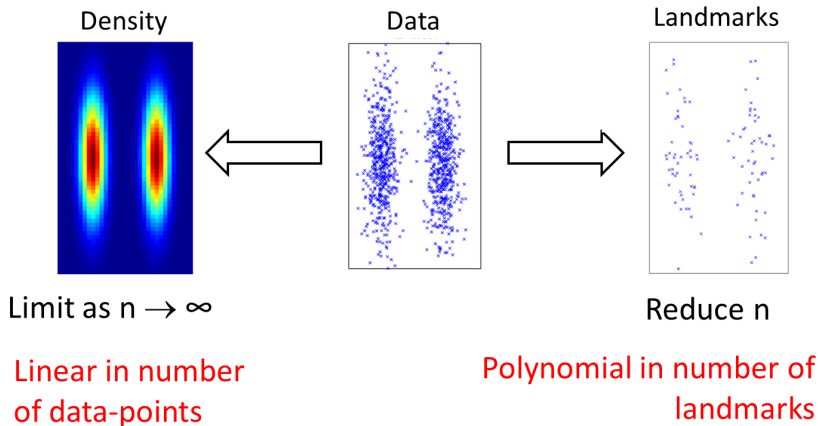 Density
Data
Landmarks
Limit as n → ∞
Reduce n
Linear in number
of data-points
Polynomial in number of
landmarks